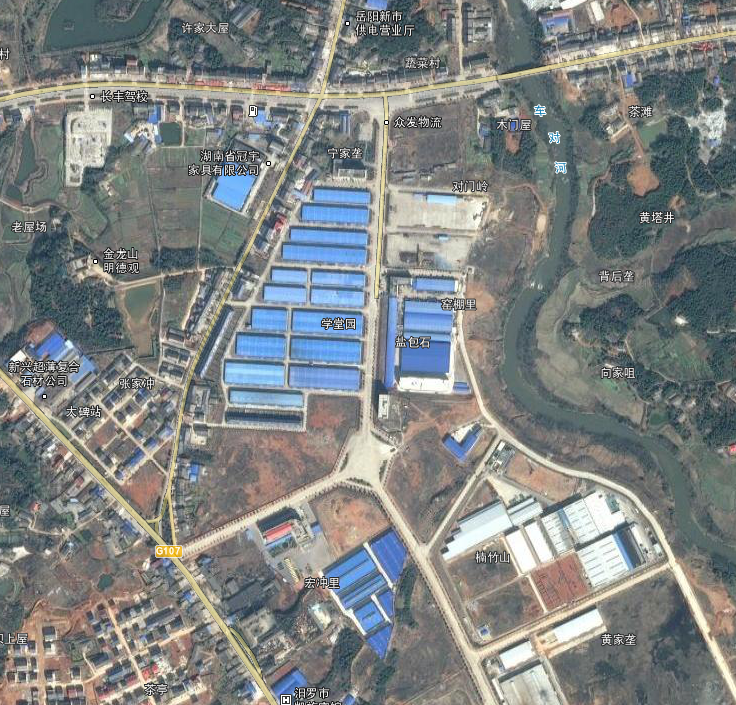 岳阳新市
供电营业厅
许家大屋
村
蔬菜村
长丰驾校
众发物流
木门屋
车对河
茶滩
湖南省冠宇
家具有限公司
宁家垄
对门岭
黄塔井
老屋场
金龙山
明德观
背后垄
窑棚里
学堂园
盐包石
新兴超薄复合
石材公司
张家冲
大碑站
向家咀
屋
G107
楠竹山
宏冲里
上屋
黄家垄
茶亭
H
汨罗市